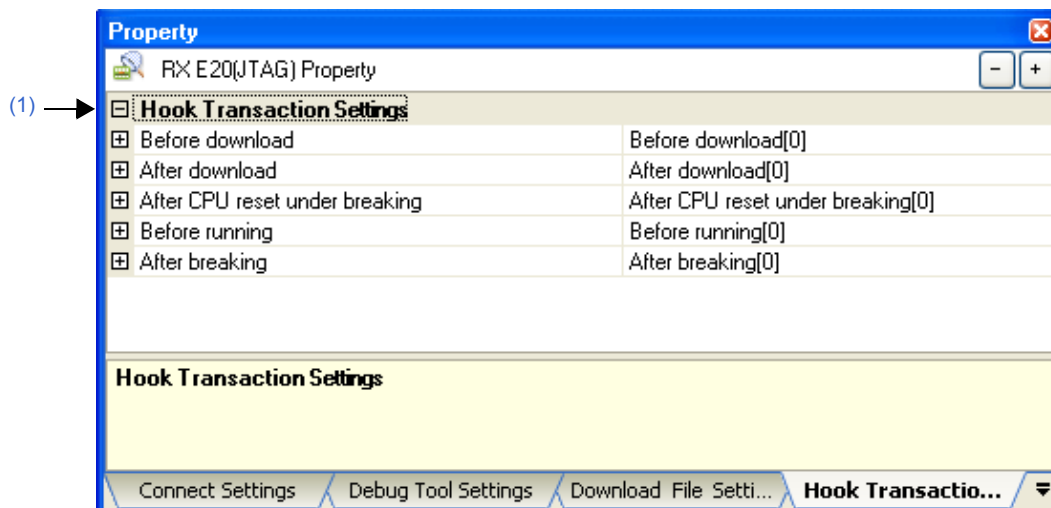 Property
RX E20(JTAG) Property
- +
(1)
Hook Transaction Settings
Before download Before download[0]
After download After download[0]
After CPU reset under breaking After CPU reset under breaking[0]
Before running Before running[0]
After breaking After breaking[0]
Hook Transaction Settings
Connect Settings Debug Tool Settings Download File Setti... Hook Transactio...